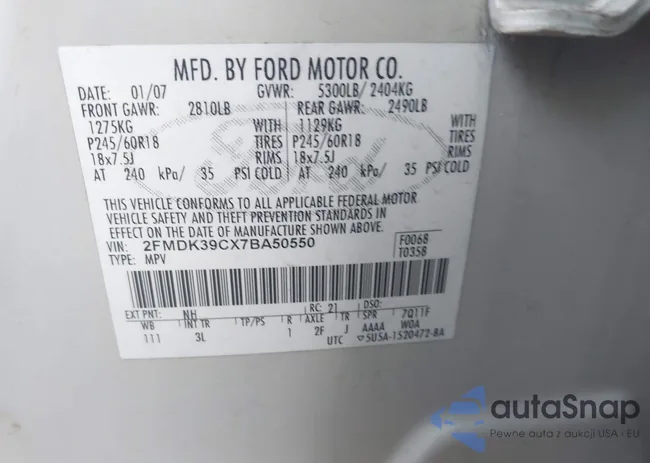 MFD. BY FORD MOTOR CO.
DATE: 01/07 GVWR: 5300LB/ 2404KG
FRONT GAWR: 2810LB REAR GAWR: 2490LB
1275KG WITH 1129KG WITH
P245/60R18 TIRES P245/60R18 TIRES
18x7.5J RIMS 18x7.5J RIMS
AT 240 kPa/ 35 PSI COLD AT 240 kPa/ 35 PSI COLD
Ford
THIS VEHICLE CONFORMS TO ALL APPLICABLE FEDERAL MOTOR
VEHICLE SAFETY AND THEFT PREVENTION STANDARDS IN
EFFECT ON THE DATE OF MANUFACTURE SHOWN ABOVE.
VIN: 2FMDK39CX7BA50550 F0068
TYPE: MPV T0358
EXT PNT: NH RC: 21 DSO:
WB INT TR TP/PS R AXLE TR SPR 7Q11F
111 3L 1 2F J AAAA W0A
UTC ▽5U5A-1520472-BA
autoSnap
Pewne auta z aukcji USA - EU